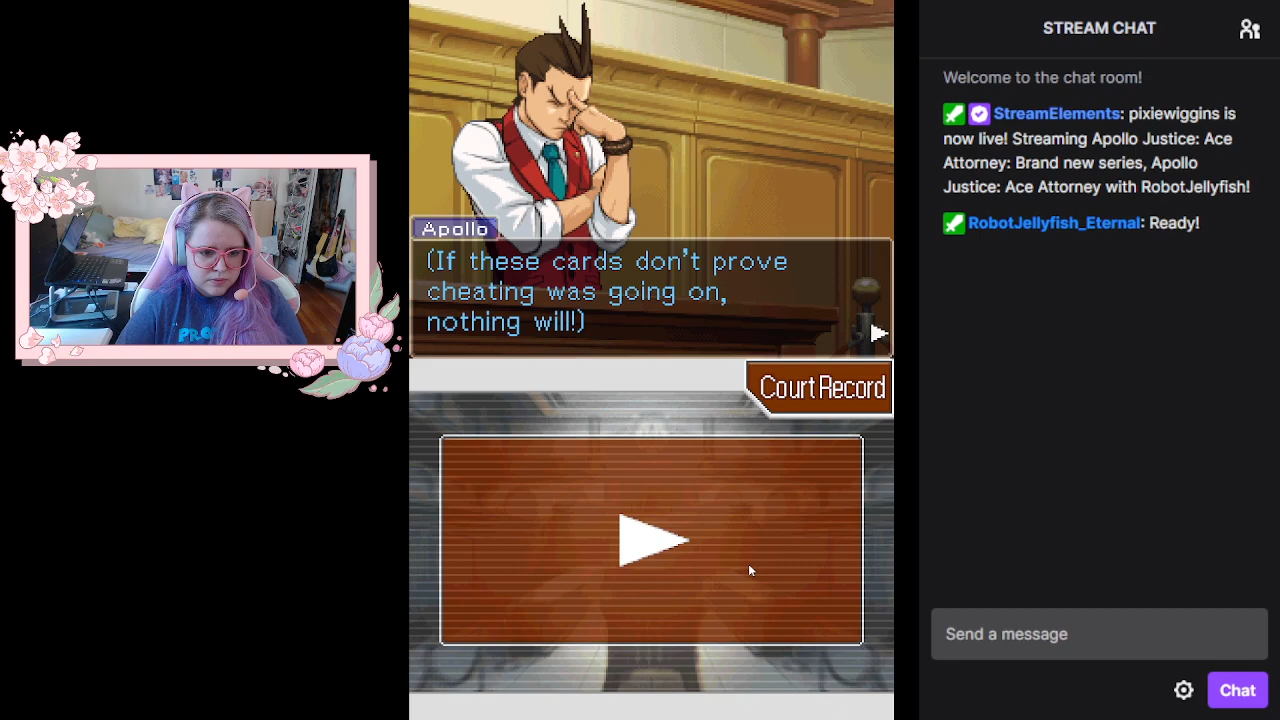 STREAM CHAT
Welcome to the chat room!
StreamElements: pixiewiggins is
now live! Streaming Apollo Justice: Ace
Attorney: Brand new series, Apollo
Justice: Ace Attorney with RobotJellyfish!
RobotJellyfish_Eternal: Ready!
Apollo
(If these cards don't prove
cheating was going on,
nothing will!)
Court Record
PRO
Send a message
Chat